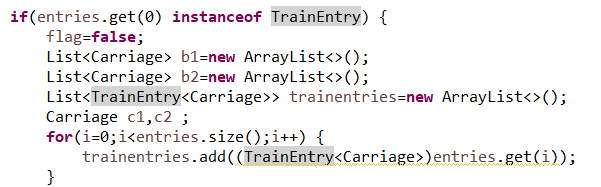 if(entries.get(0) instanceof TrainEntry) {
flag=false;
List<Carriage> b1=new ArrayList<>();
List<Carriage> b2=new ArrayList<>();
List<TrainEntry<Carriage>> trainentries=new ArrayList<>();
Carriage c1,c2 ;
for(i=0;i<entries.size();i++) {
trainentries.add((TrainEntry<Carriage>)entries.get(i));
}